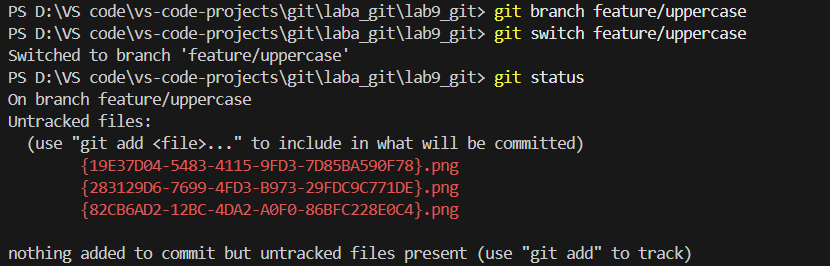 PS D:\VS code\vs-code-projects\git\laba_git\lab9_git> git branch feature/uppercase
PS D:\VS code\vs-code-projects\git\laba_git\lab9_git> git switch feature/uppercase
Switched to branch 'feature/uppercase'
PS D:\VS code\vs-code-projects\git\laba_git\lab9_git> git status
On branch feature/uppercase
Untracked files:
  (use "git add <file>..." to include in what will be committed)
        {19E37D04-5483-4115-9FD3-7D85BA590F78}.png
        {283129D6-7699-4FD3-B973-29FDC9C771DE}.png
        {82CB6AD2-12BC-4DA2-A0F0-86BFC228E0C4}.png

nothing added to commit but untracked files present (use "git add" to track)